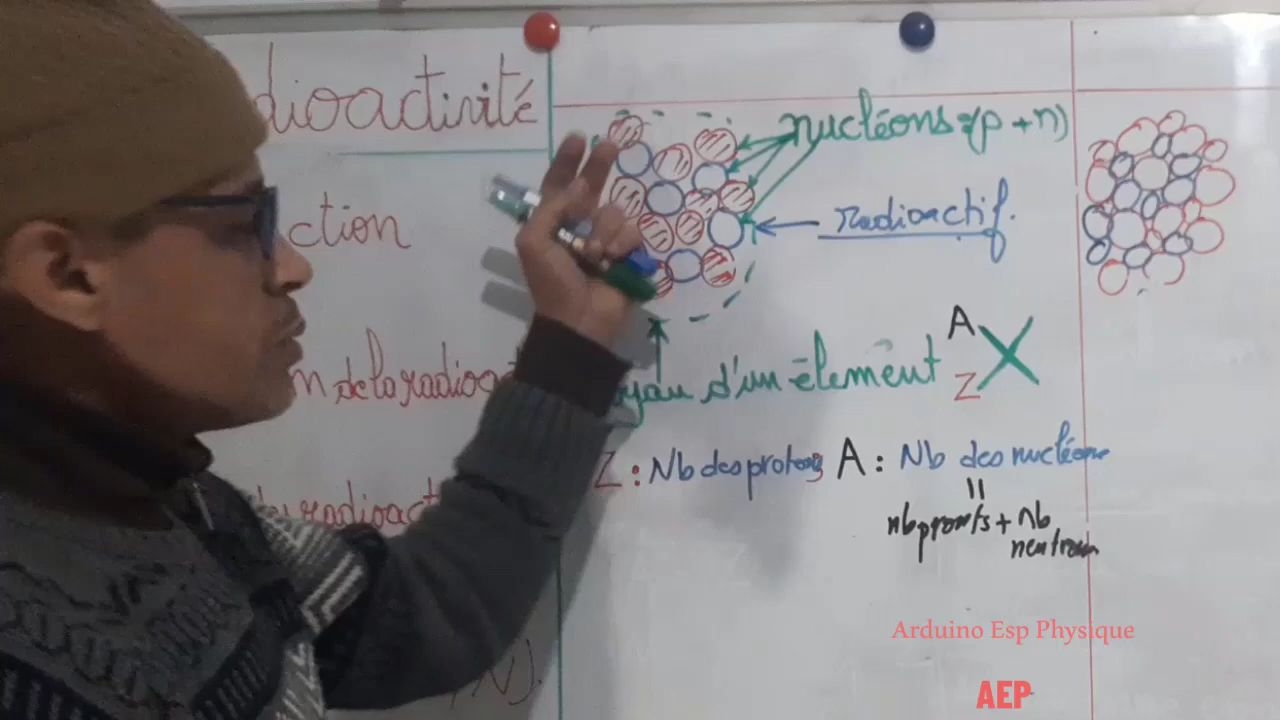 dioactivité
ction
n de la radioact
radioact
N).
nucléons (p + n)
radioactif.
yau d'un élément
A
Z X
Z : Nb des protons A : Nb des nucléons
=
nb protons + nb
neutrons
Arduino Esp Physique
AEP